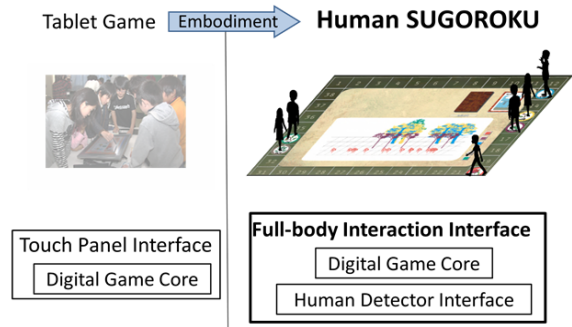 Tablet Game
Embodiment
Human SUGOROKU
Touch Panel Interface
Digital Game Core
Full-body Interaction Interface
Digital Game Core
Human Detector Interface